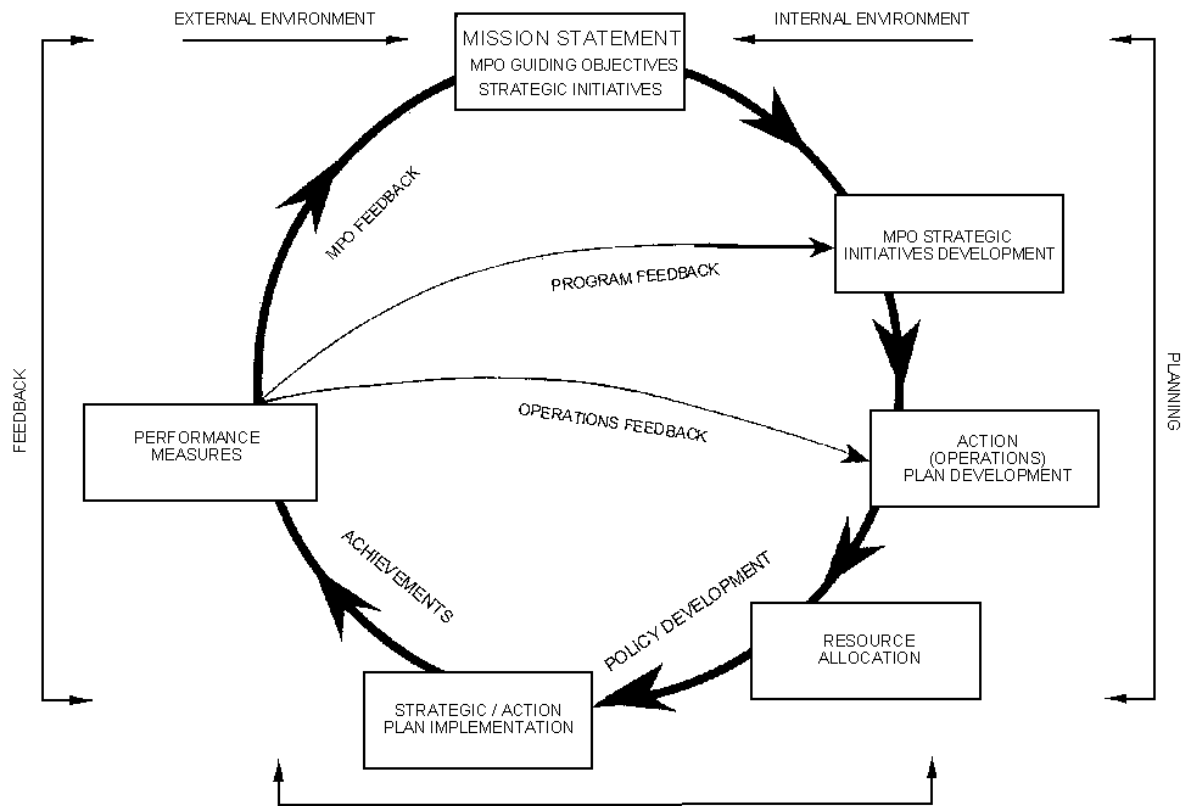 EXTERNAL ENVIRONMENT
INTERNAL ENVIRONMENT
MISSION STATEMENT
MPO GUIDING OBJECTIVES
STRATEGIC INITIATIVES
MPO FEEDBACK
MPO STRATEGIC
INITIATIVES DEVELOPMENT
PROGRAM FEEDBACK
FEEDBACK
PLANNING
OPERATIONS FEEDBACK
PERFORMANCE
MEASURES
ACTION
(OPERATIONS)
PLAN DEVELOPMENT
ACHIEVEMENTS
POLICY DEVELOPMENT
RESOURCE
ALLOCATION
STRATEGIC / ACTION
PLAN IMPLEMENTATION